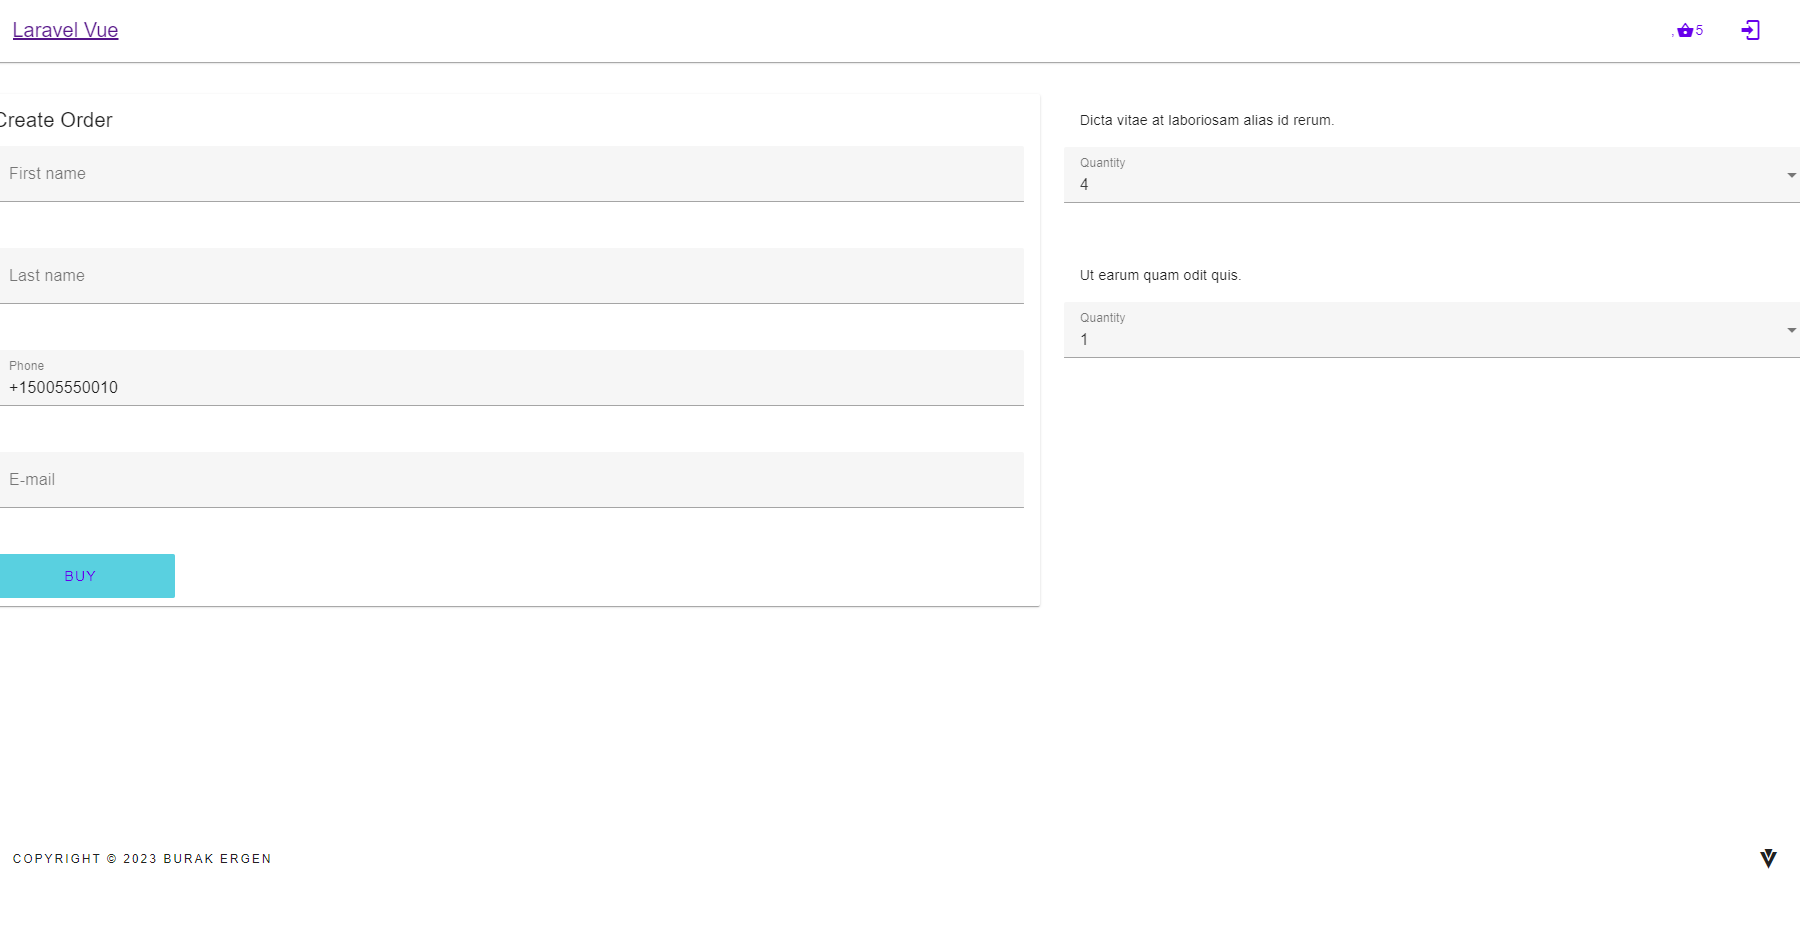 Laravel Vue
, 5
Create Order
First name
Last name
Phone
+15005550010
E-mail
BUY
Dicta vitae at laboriosam alias id rerum.
Quantity
4
Ut earum quam odit quis.
Quantity
1
COPYRIGHT © 2023 BURAK ERGEN